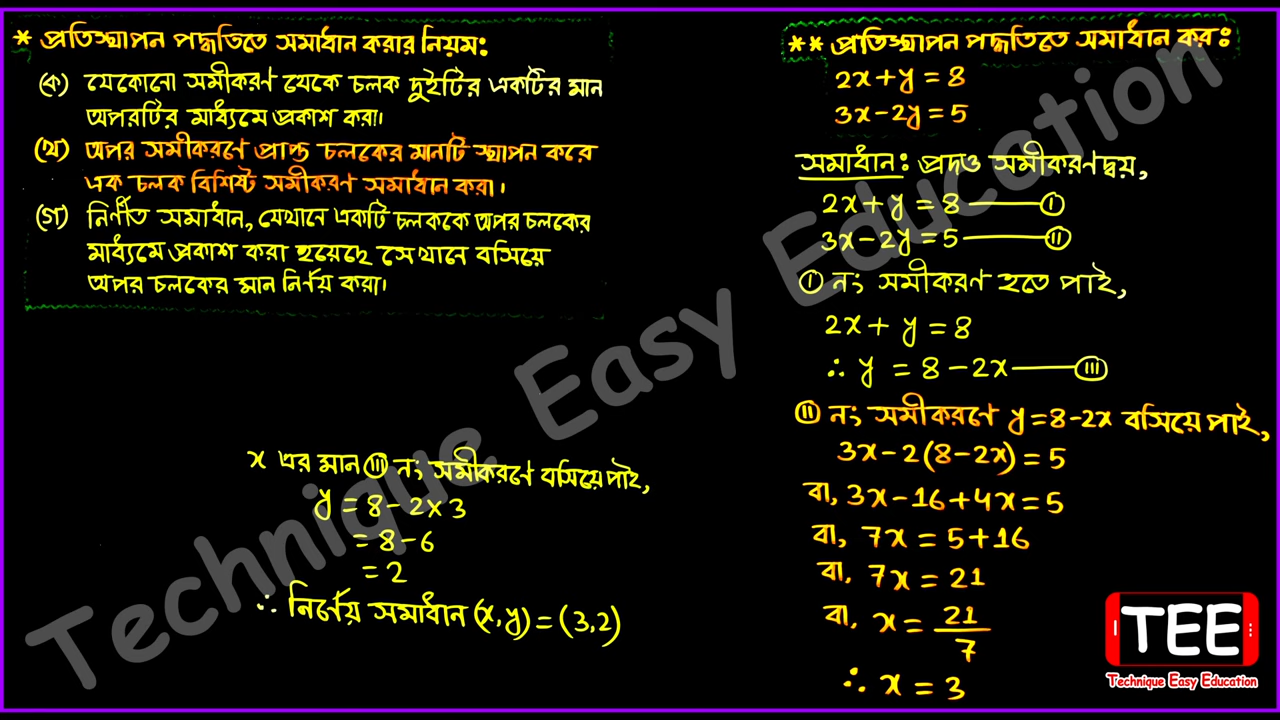 * প্রতিস্থাপন পদ্ধতিতে সমাধান করার নিয়ম:
(ক) যেকোনো সমীকরণ থেকে চলক দুইটির একটির মান
অপরটির মাধ্যমে প্রকাশ করা।
(খ) অপর সমীকরণে প্রাপ্ত চলকের মানটি স্থাপন করে
এক চলক বিশিষ্ট সমীকরণ সমাধান করা।
(গ) নির্ণীত সমাধান, যেখানে একটি চলককে অপর চলকের
মাধ্যমে প্রকাশ করা হয়েছে সেখানে বসিয়ে
অপর চলকের মান নির্ণয় করা।
** প্রতিস্থাপন পদ্ধতিতে সমাধান কর:
2x+y=8
3x-2y=5
সমাধান: প্রদত্ত সমীকরণদ্বয়,
2x+y=8 — (I)
3x-2y=5 — (II)
(I) নং সমীকরণ হতে পাই,
2x+y=8
∴ y = 8-2x — (III)
(II) নং সমীকরণে y=8-2x বসিয়ে পাই,
3x-2(8-2x)=5
বা, 3x-16+4x=5
বা, 7x=5+16
বা, 7x=21
বা, x=21/7
∴ x=3
x এর মান (III) নং সমীকরণে বসিয়ে পাই,
y=8-2×3
=8-6
=2
∴ নির্ণেয় সমাধান (x,y)=(3,2)
Technique Easy Education
TEE
Technique Easy Education